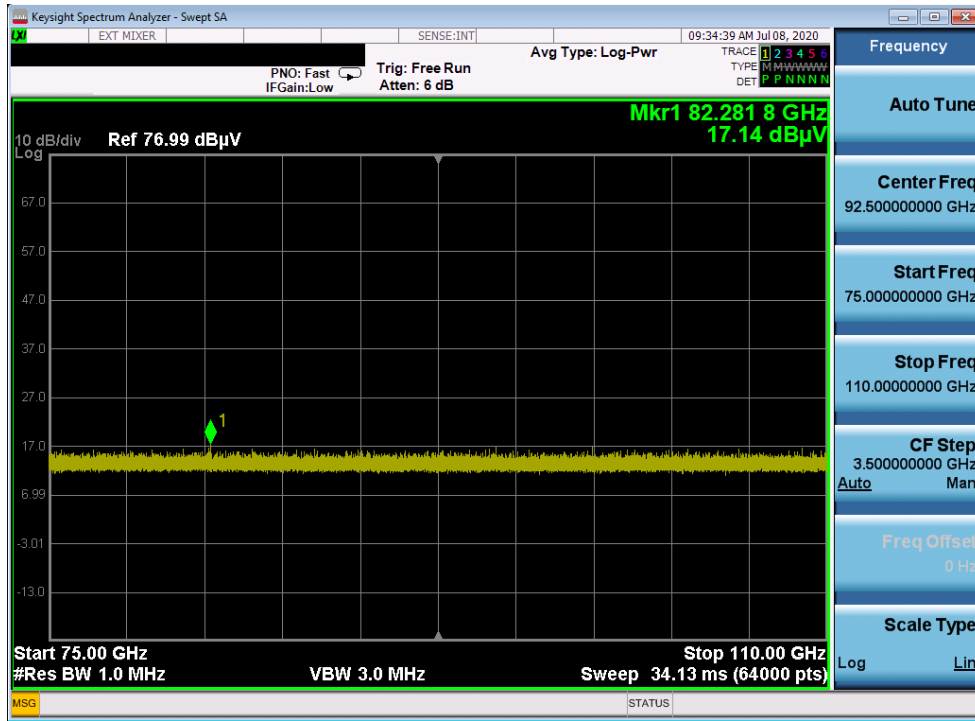 Keysight Spectrum Analyzer - Swept SA
LXI EXT MIXER SENSE:INT 09:34:39 AM Jul 08, 2020
PNO: Fast
IFGain:Low
Trig: Free Run
Atten: 6 dB
Avg Type: Log-Pwr
TRACE 1 2 3 4 5 6
TYPE M M W W W W
DET P P N N N N
Mkr1 82.281 8 GHz
17.14 dBµV
10 dB/div Ref 76.99 dBµV
Log
67.0
57.0
47.0
37.0
27.0
1
17.0
6.99
-3.01
-13.0
Start 75.00 GHz Stop 110.00 GHz
#Res BW 1.0 MHz VBW 3.0 MHz Sweep 34.13 ms (64000 pts)
MSG STATUS
Frequency
Auto Tune
Center Freq
92.500000000 GHz
Start Freq
75.000000000 GHz
Stop Freq
110.00000000 GHz
CF Step
3.500000000 GHz
Auto Man
Freq Offset
0 Hz
Scale Type
Log Lin